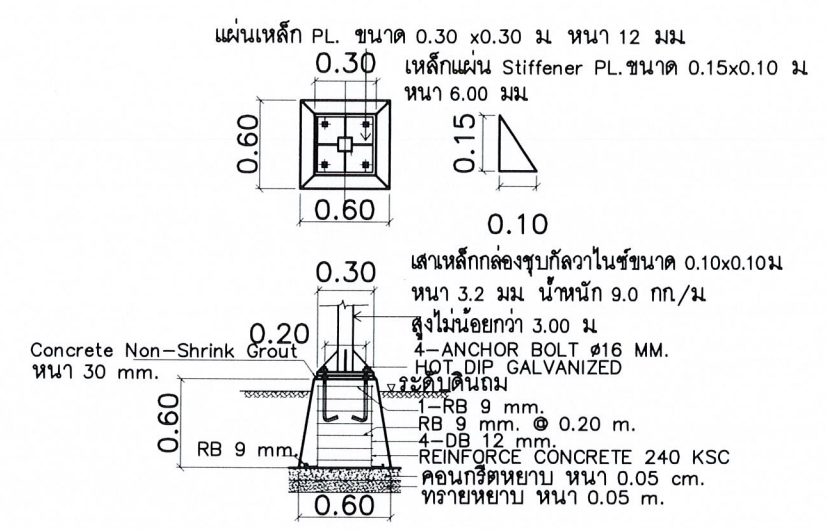 แผ่นเหล็ก PL. ขนาด 0.30 x0.30 ม หนา 12 มม
0.30
เหล็กแผ่น Stiffener PL.ขนาด 0.15x0.10 ม
หนา 6.00 มม
0.60
0.15
0.60
0.10
เสาเหล็กกล่องชุบกัลวาไนซ์ขนาด 0.10x0.10ม
0.30
หนา 3.2 มม น้ำหนัก 9.0 กก/ม
สูงไม่น้อยกว่า 3.00 ม
0.20
Concrete Non-Shrink Grout
หนา 30 mm.
4-ANCHOR BOLT ø16 MM.
HOT DIP GALVANIZED
ระดับดินถม
0.60
1-RB 9 mm.
RB 9 mm. @ 0.20 m.
4-DB 12 mm.
RB 9 mm
REINFORCE CONCRETE 240 KSC
คอนกรีตหยาบ หนา 0.05 cm.
ทรายหยาบ หนา 0.05 m.
0.60